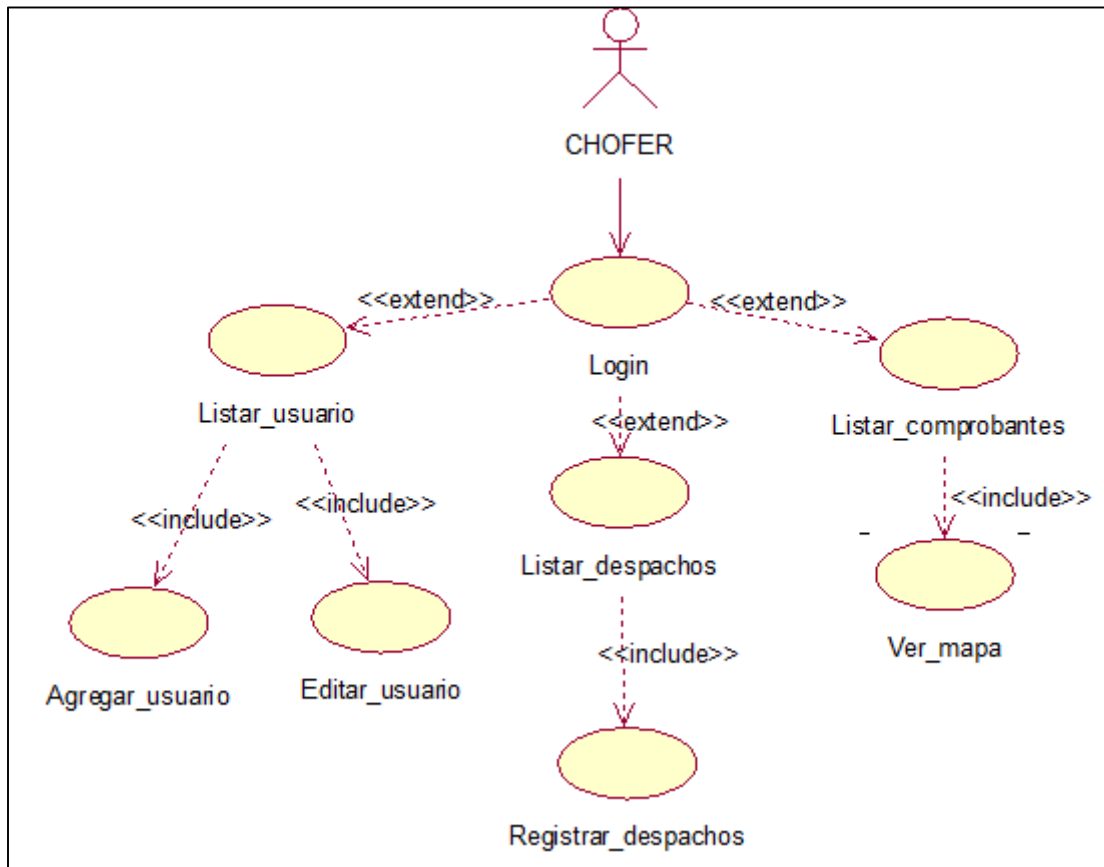 CHOFER
<<extend>>
<<extend>>
Login
Listar_usuario
<<extend>>
Listar_comprobantes
<<include>>
<<include>>
<<include>>
Listar_despachos
Ver_mapa
<<include>>
Agregar_usuario
Editar_usuario
Registrar_despachos